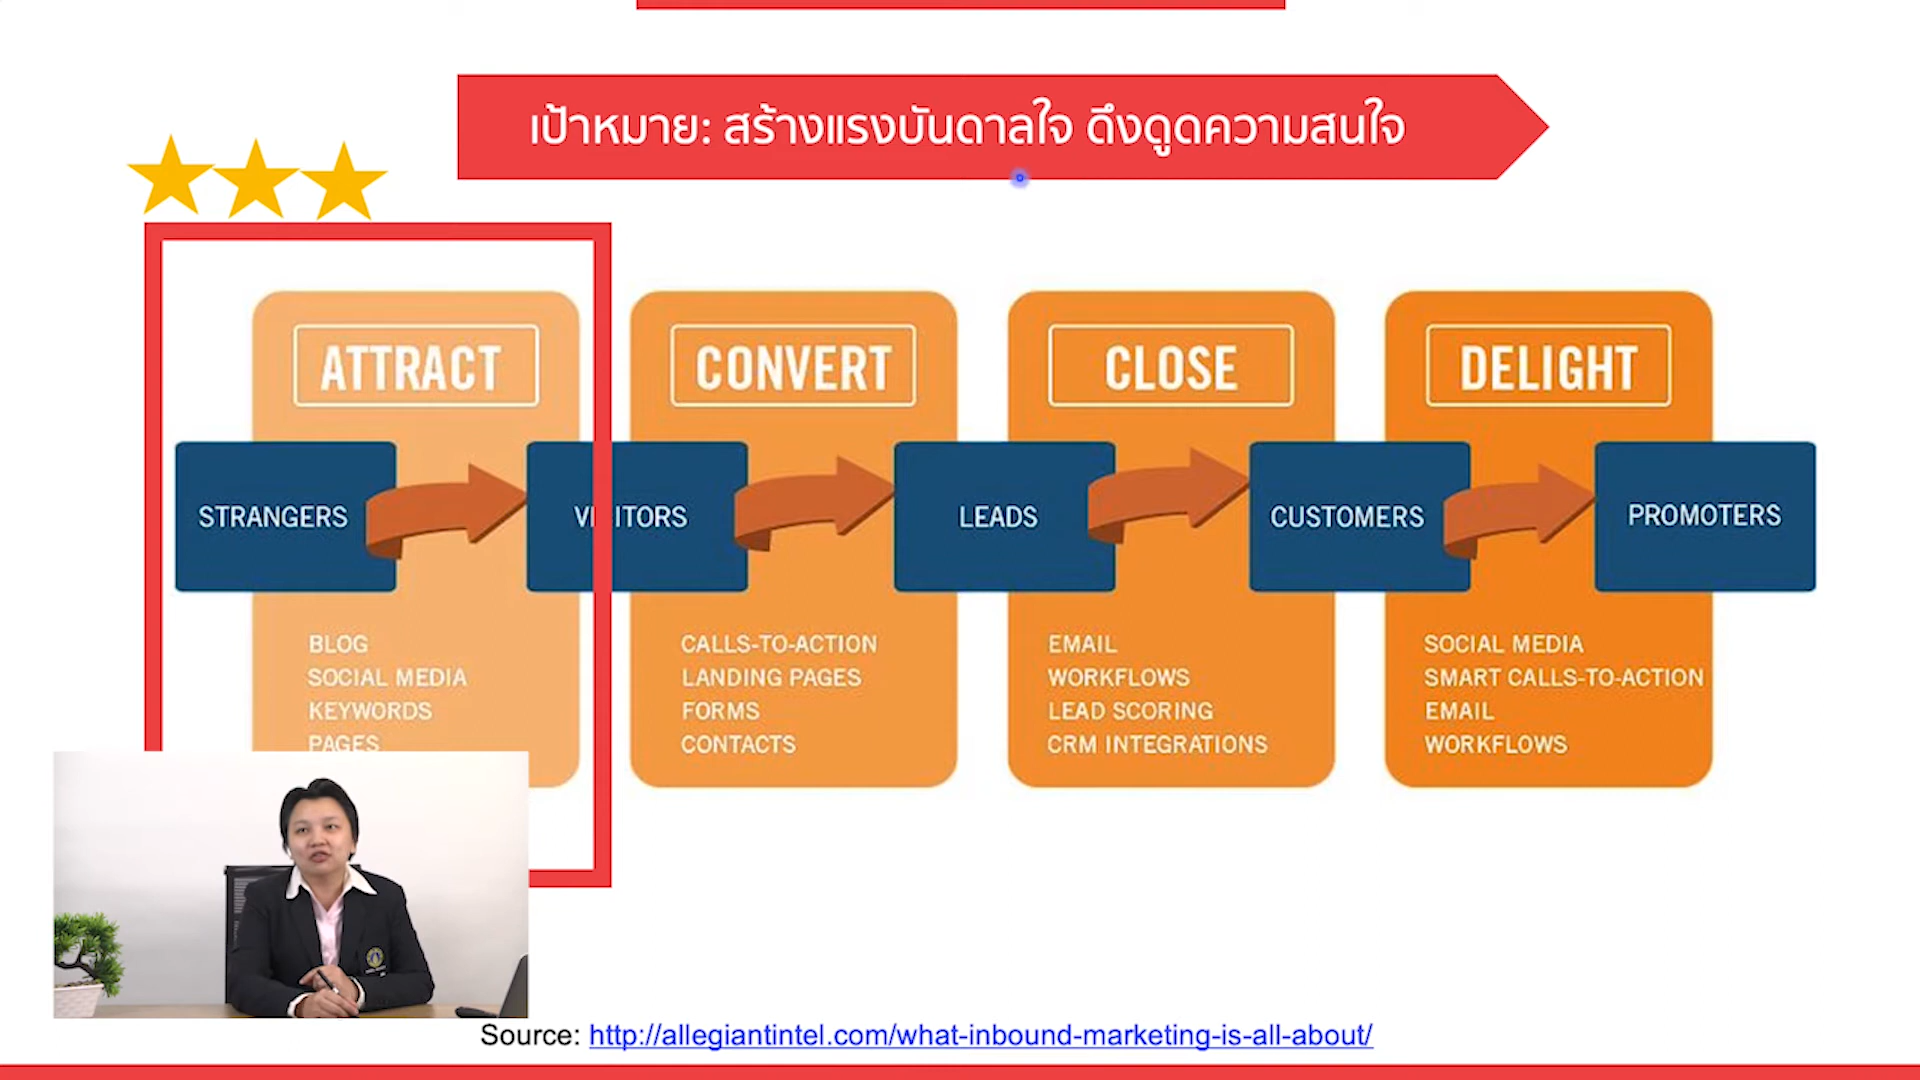 เป้าหมาย: สร้างแรงบันดาลใจ ดึงดูดความสนใจ
ATTRACT
CONVERT
CLOSE
DELIGHT
STRANGERS
VISITORS
LEADS
CUSTOMERS
PROMOTERS
BLOG
SOCIAL MEDIA
KEYWORDS
PAGES
CALLS-TO-ACTION
LANDING PAGES
FORMS
CONTACTS
EMAIL
WORKFLOWS
LEAD SCORING
CRM INTEGRATIONS
SOCIAL MEDIA
SMART CALLS-TO-ACTION
EMAIL
WORKFLOWS
Source: http://allegiantintel.com/what-inbound-marketing-is-all-about/